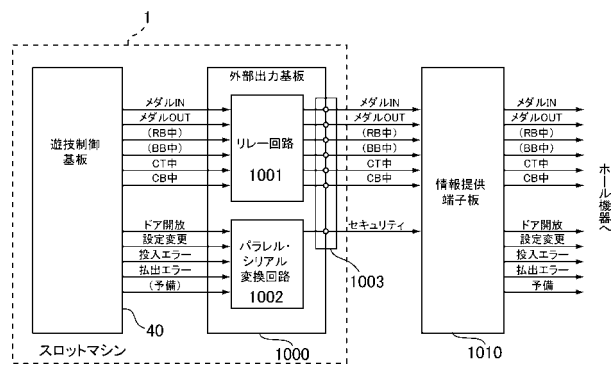 1
外部出力基板
遊技制御
基板
メダルIN
メダルOUT
(RB中)
(BB中)
CT中
CB中
リレー回路
1001
メダルIN
メダルOUT
(RB中)
(BB中)
CT中
CB中
情報提供
端子板
メダルIN
メダルOUT
(RB中)
(BB中)
CT中
CB中
ホール機器へ
ドア開放
設定変更
投入エラー
払出エラー
(予備)
パラレル・
シリアル
変換回路
1002
セキュリティ
1003
ドア開放
設定変更
投入エラー
払出エラー
予備
40
スロットマシン
1000
1010